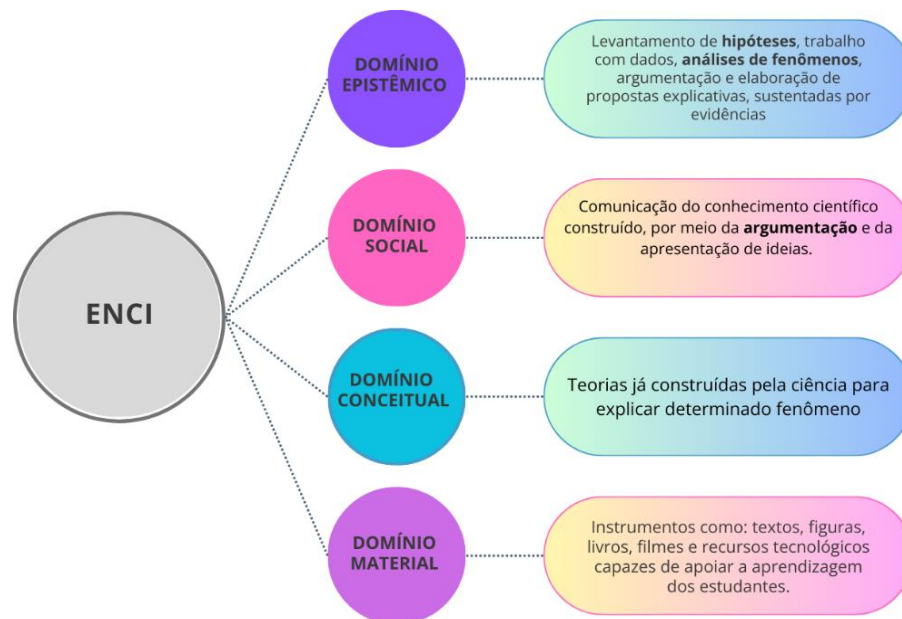 ENCI
DOMÍNIO
EPISTÊMICO
Levantamento de hipóteses, trabalho
com dados, análises de fenômenos,
argumentação e elaboração de
propostas explicativas, sustentadas por
evidências
DOMÍNIO
SOCIAL
Comunicação do conhecimento científico
construído, por meio da argumentação e da
apresentação de ideias.
DOMÍNIO
CONCEITUAL
Teorias já construídas pela ciência para
explicar determinado fenômeno
DOMÍNIO
MATERIAL
Instrumentos como: textos, figuras,
livros, filmes e recursos tecnológicos
capazes de apoiar a aprendizagem
dos estudantes.